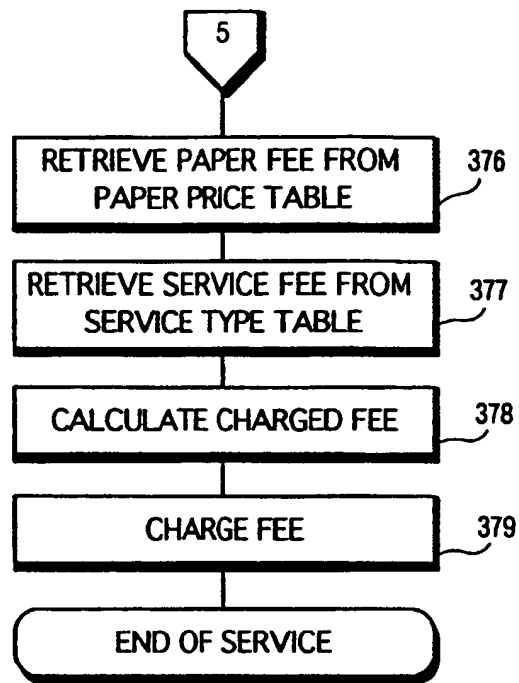 5
RETRIEVE PAPER FEE FROM
PAPER PRICE TABLE
376
RETRIEVE SERVICE FEE FROM
SERVICE TYPE TABLE
377
CALCULATE CHARGED FEE
378
CHARGE FEE
379
END OF SERVICE